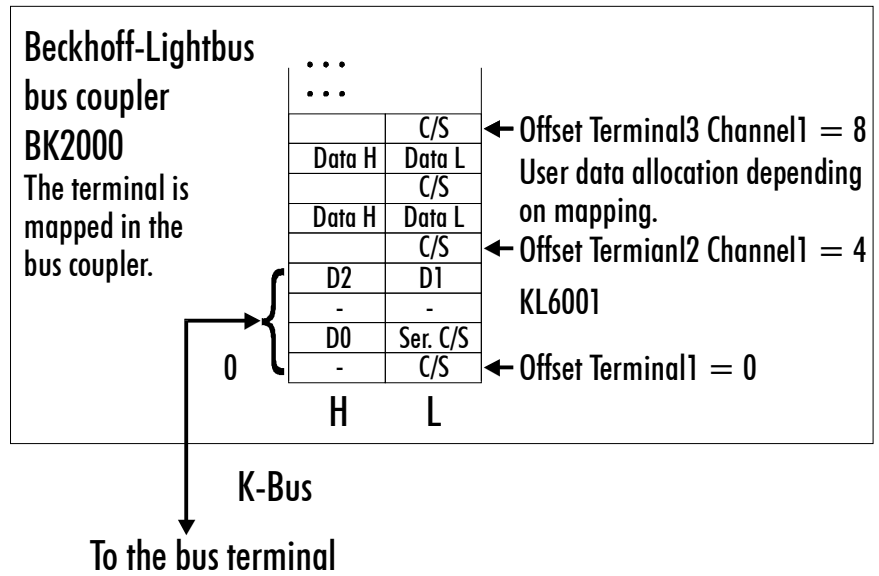 Beckhoff-Lightbus
bus coupler
BK2000
The terminal is
mapped in the
bus coupler.
...
...
C/S
Data H Data L
C/S
Data H Data L
C/S
D2 D1
- -
D0 Ser. C/S
- C/S
H L
0
Offset Terminal3 Channel1 = 8
User data allocation depending
on mapping.
Offset Termianl2 Channel1 = 4
KL6001
Offset Terminal1 = 0
K-Bus
To the bus terminal